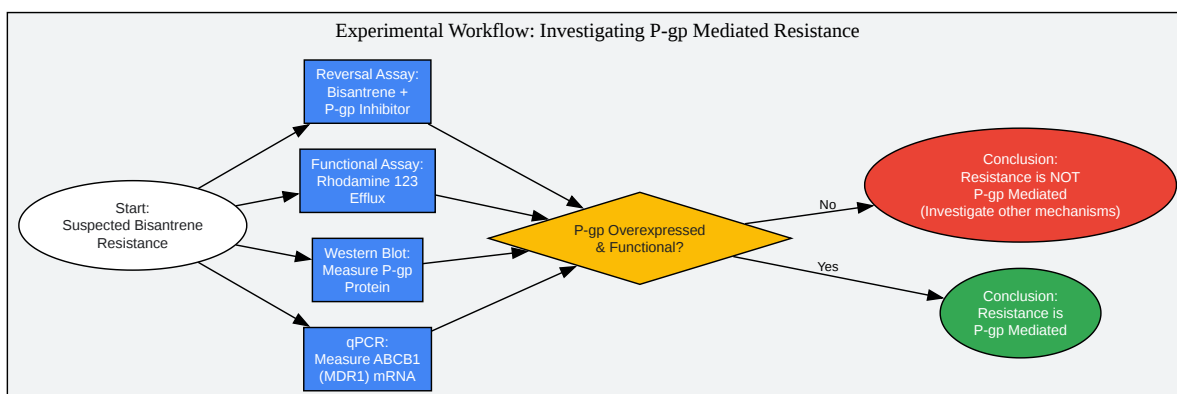 Experimental Workflow: Investigating P-gp Mediated Resistance
Start:
Suspected Bisantrene
Resistance
Reversal Assay:
Bisantrene +
P-gp Inhibitor
Functional Assay:
Rhodamine 123
Efflux
Western Blot:
Measure P-gp
Protein
qPCR:
Measure ABCB1
(MDR1) mRNA
P-gp Overexpressed
& Functional?
No
Yes
Conclusion:
Resistance is NOT
P-gp Mediated
(Investigate other mechanisms)
Conclusion:
Resistance is
P-gp Mediated